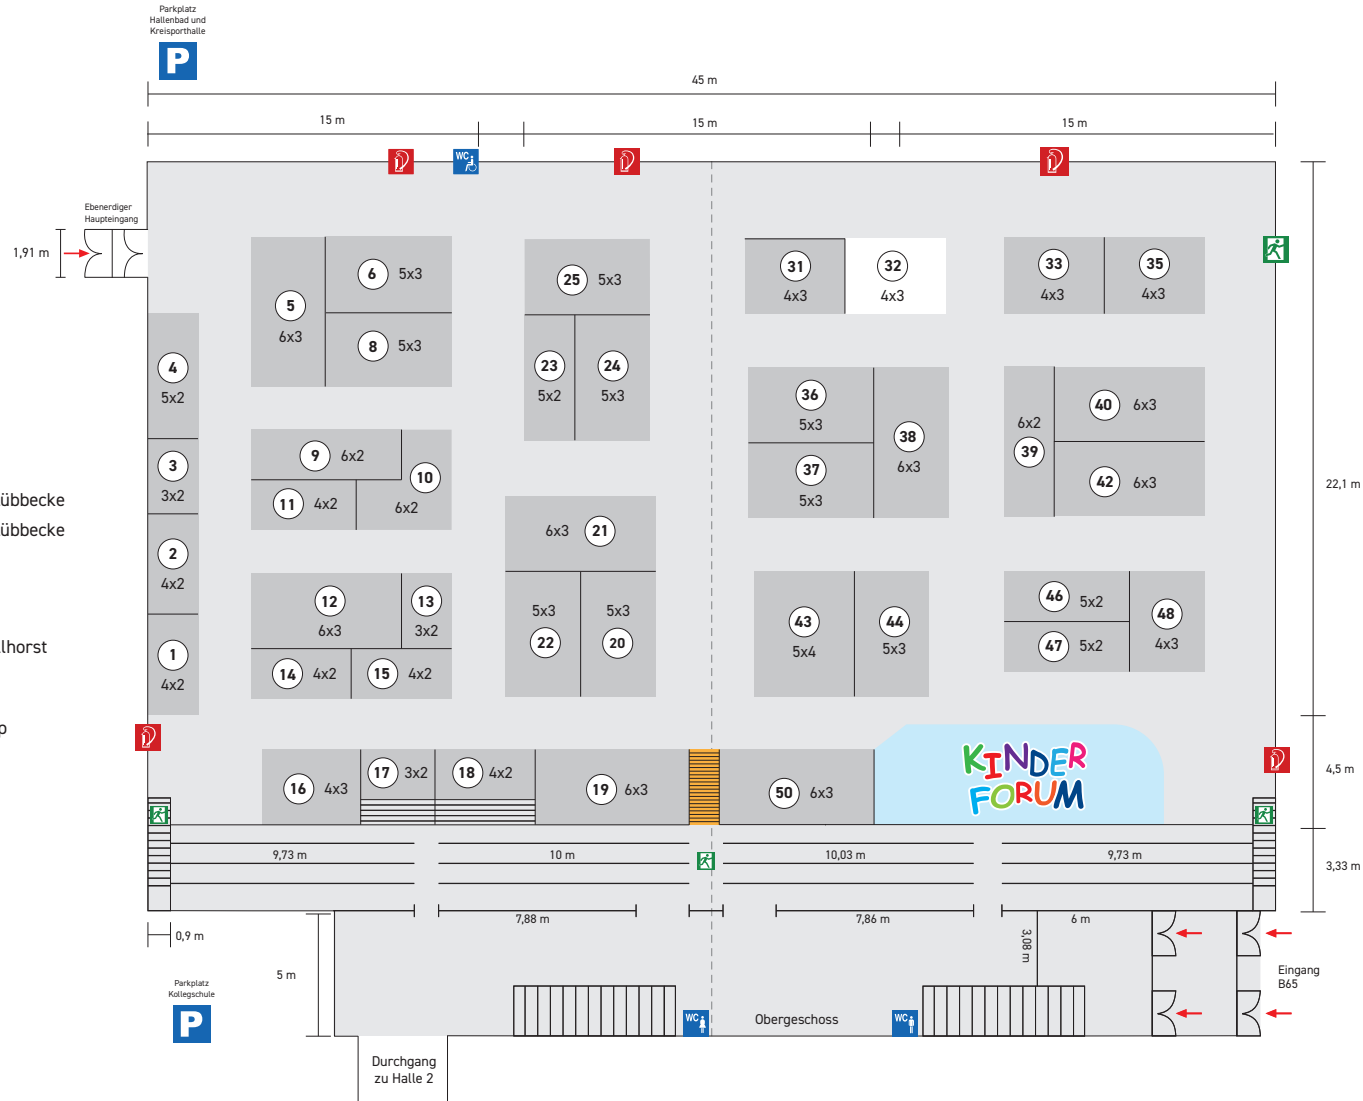 Parkplatz
Hallenbad und
Kreissporthalle
P
45 m
15 m
15 m
15 m
WC
Ebenerdiger
Haupteingang
1,91 m
5
6x3
6 5x3
8 5x3
25 5x3
23
5x2
24
5x3
31
4x3
32
4x3
33
4x3
35
4x3
4
5x2
3
3x2
2
4x2
1
4x2
9 6x2
10
6x2
11 4x2
36
5x3
37
5x3
38
6x3
6x2
39
40 6x3
42 6x3
22,1 m
übbecke
übbecke
lhorst
p
6x3 21
5x3
22
5x3
20
12
6x3
13
3x2
14 4x2
15 4x2
43
5x4
44
5x3
46 5x2
47 5x2
48
4x3
16 4x3
17 3x2
18 4x2
19 6x3
50 6x3
KINDER
FORUM
4,5 m
9,73 m
10 m
10,03 m
9,73 m
3,33 m
7,88 m
7,86 m
6 m
0,9 m
3,08 m
5 m
Eingang
B65
Parkplatz
Kollegschule
P
WC
Obergeschoss
WC
Durchgang
zu Halle 2